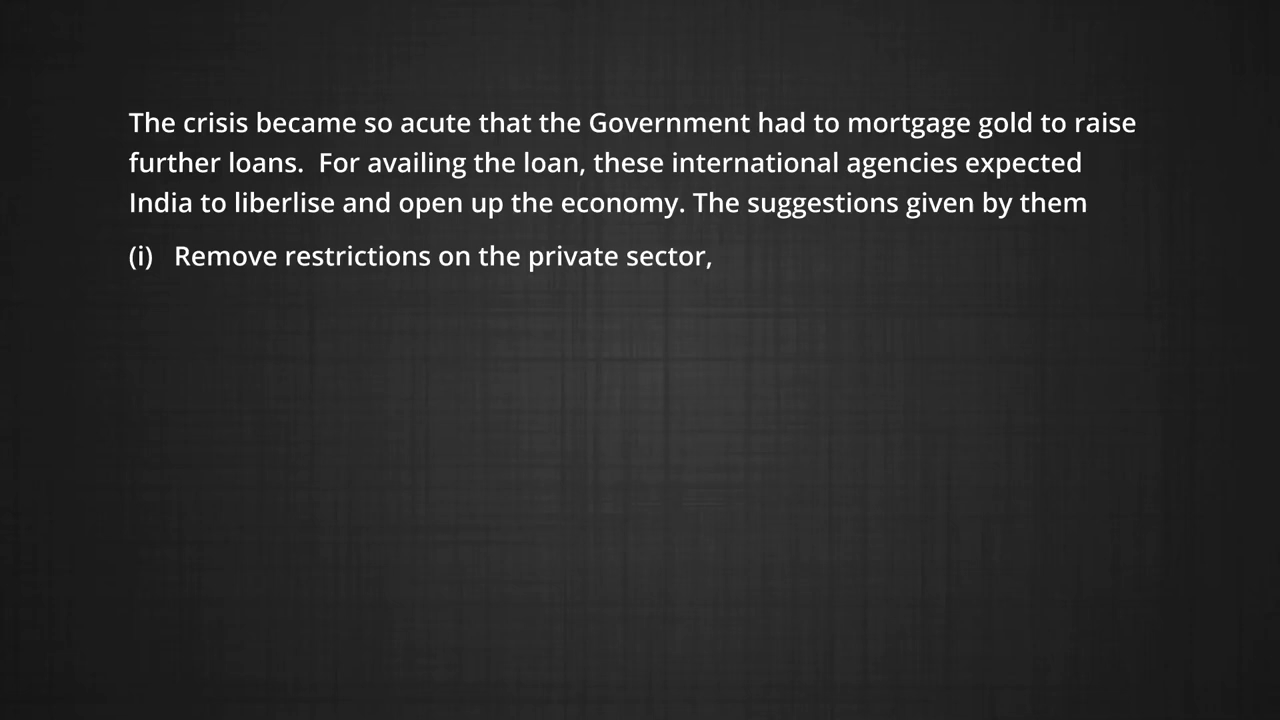 The crisis became so acute that the Government had to mortgage gold to raise
further loans.  For availing the loan, these international agencies expected
India to liberlise and open up the economy. The suggestions given by them
(i)   Remove restrictions on the private sector,